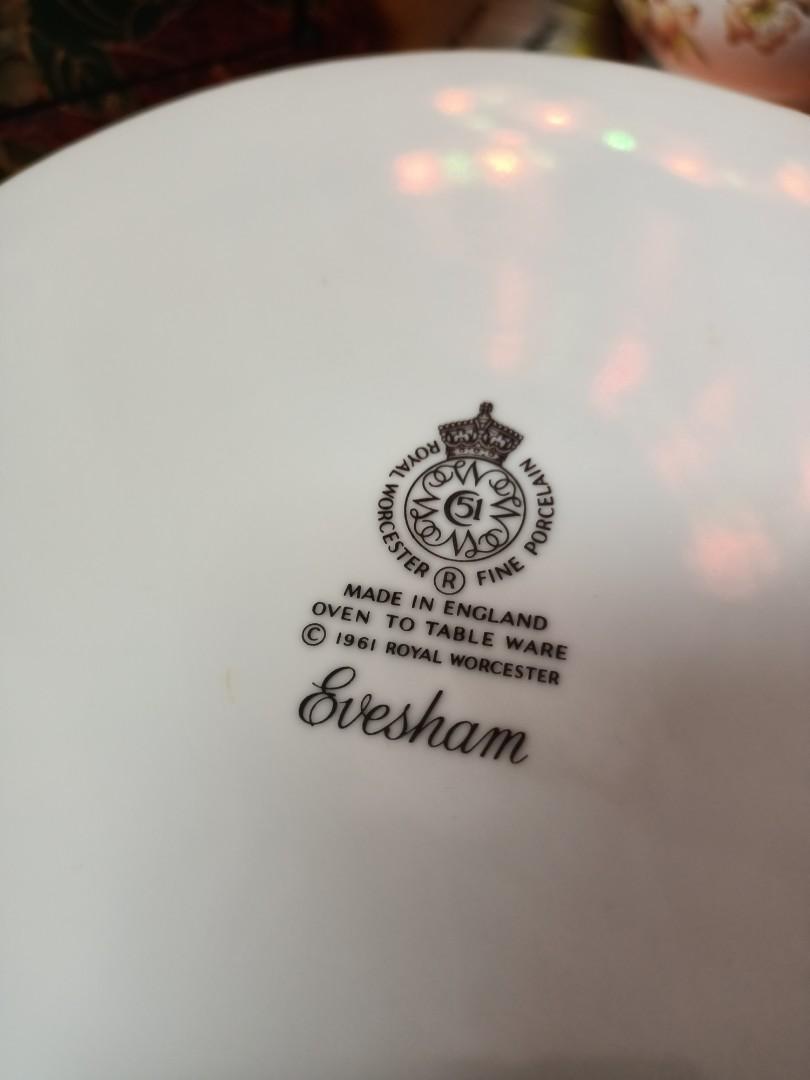 ROYAL WORCESTER ® FINE PORCELAIN
51
MADE IN ENGLAND
OVEN TO TABLE WARE
© 1961 ROYAL WORCESTER
Evesham